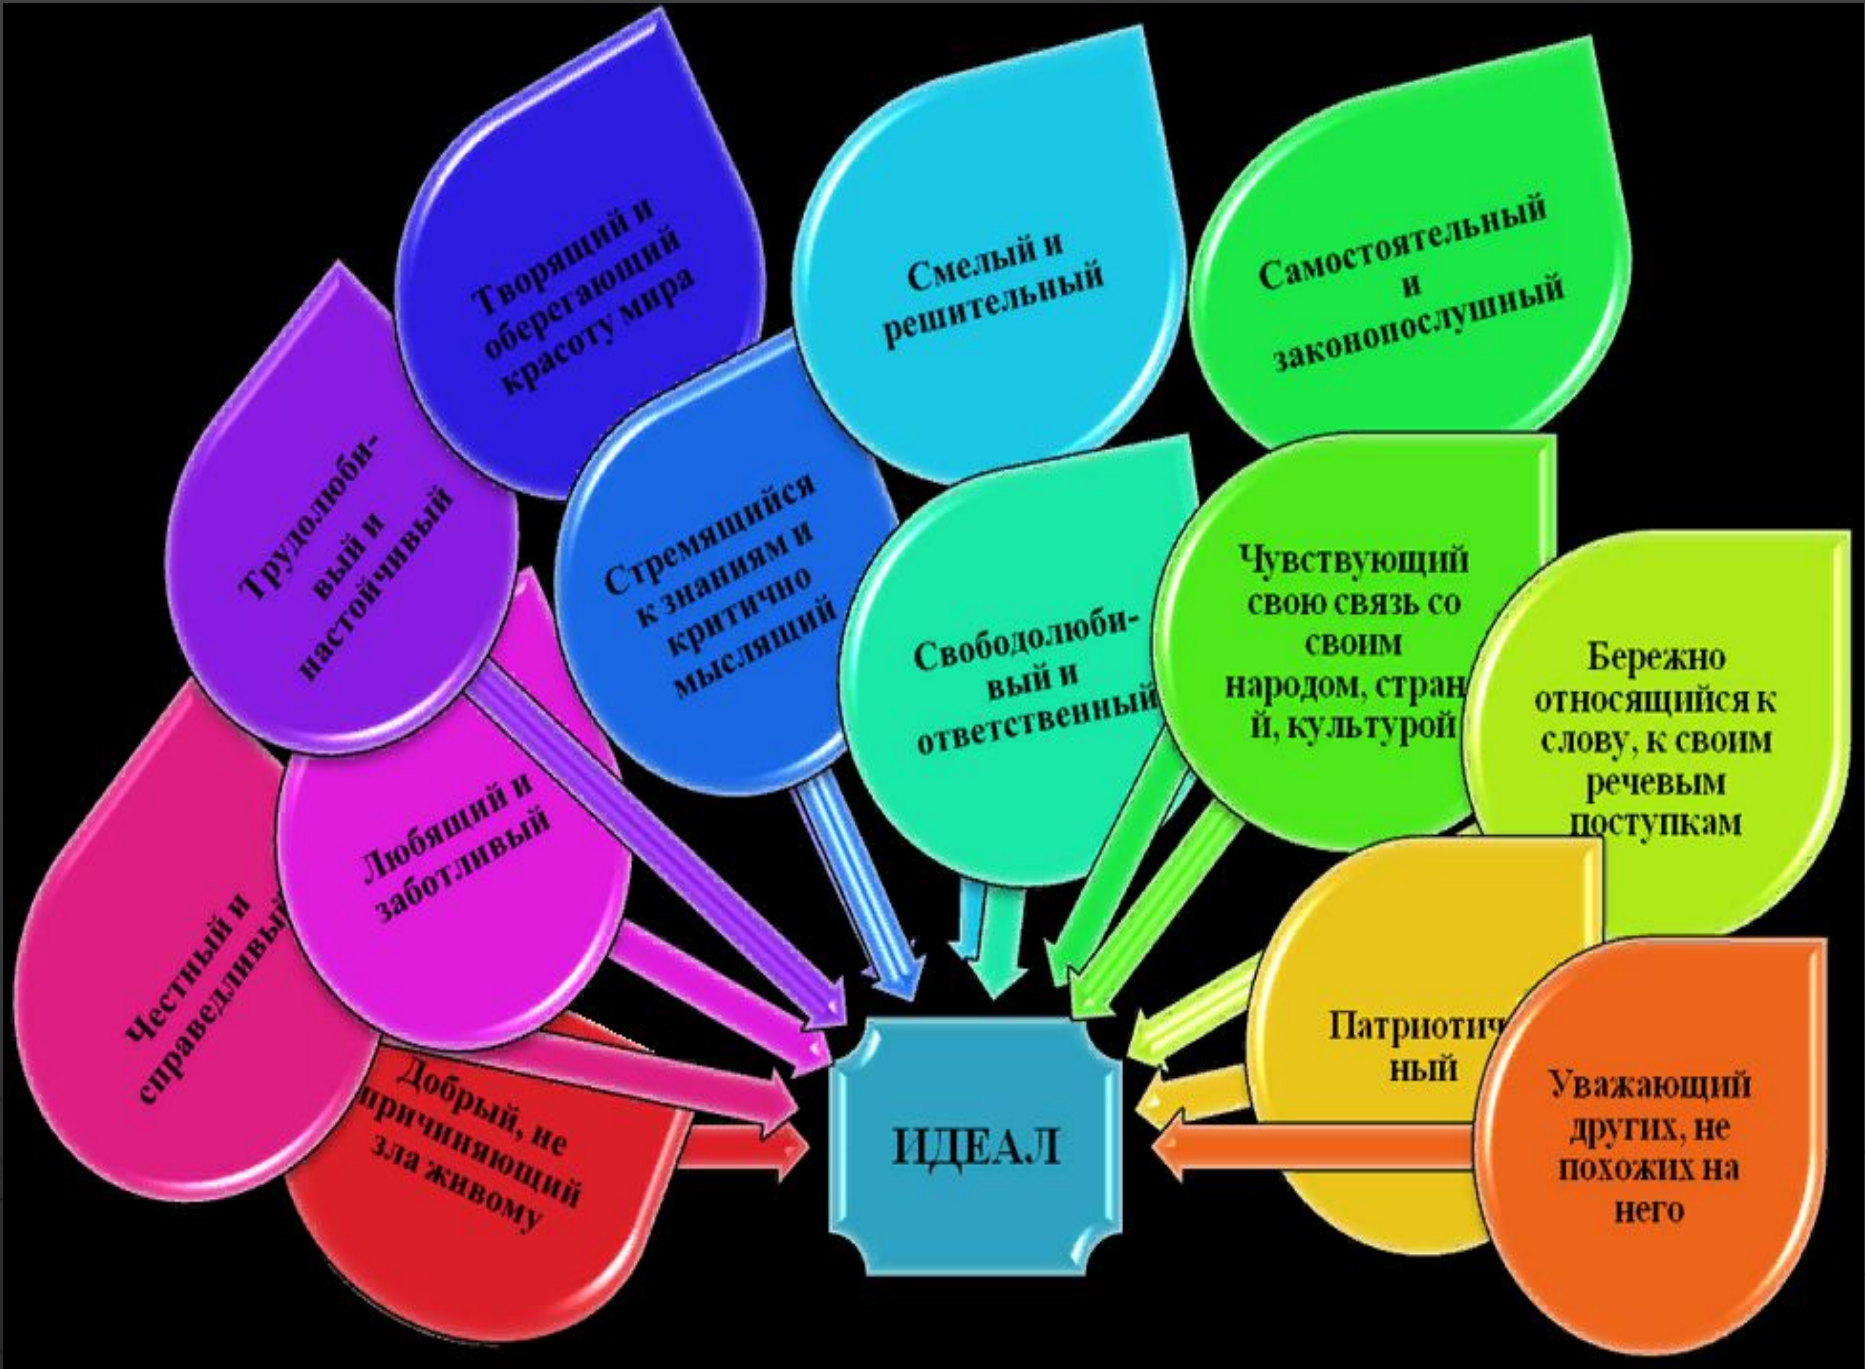 Творящий и
оберегающий
красоту мира
Смелый и
решительный
Самостоятельный
и
законопослушный
Трудолюби-
вый и
настойчивый
Стремящийся
к знаниям и
критично
мыслящий
Свободолюби-
вый и
ответственный
Чувствующий
свою связь со
своим
народом, стран
й, культурой
Бережно
относящийся к
слову, к своим
речевым
поступкам
Любящий и
заботливый
Честный и
справедливый
Добрый, не
причиняющий
зла живому
Патриотич
ный
Уважающий
других, не
похожих на
него
ИДЕАЛ